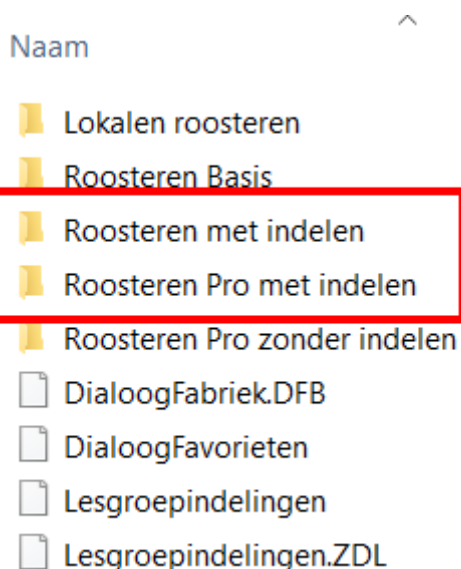 Naam
Lokalen roosteren
Roosteren Basis
Roosteren met indelen
Roosteren Pro met indelen
Roosteren Pro zonder indelen
DialoogFabriek.DFB
DialoogFavorieten
Lesgroepindelingen
Lesgroepindelingen.ZDL